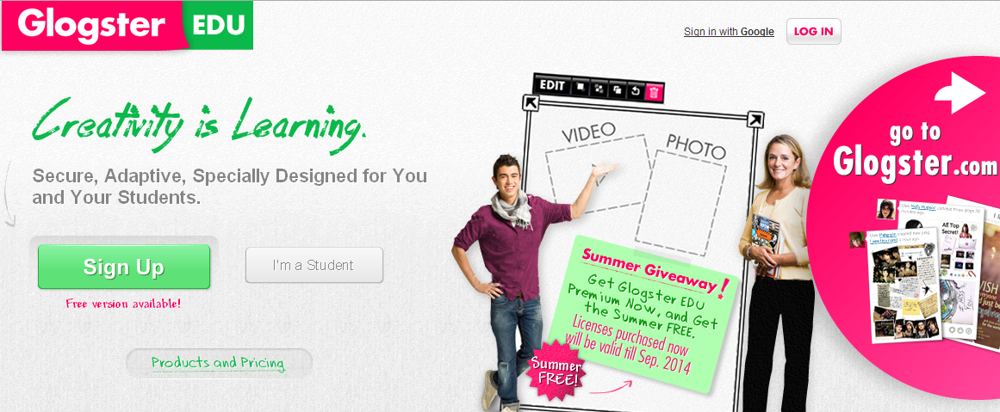 Glogster EDU
Sign in with Google
LOG IN
Creativity is Learning.
Secure, Adaptive, Specially Designed for You
and Your Students.
Sign Up
I'm a Student
Free version available!
Products and Pricing
EDIT
VIDEO
PHOTO
Summer Giveaway!
Get Glogster EDU
Premium Now, and Get
the Summer FREE.
Licenses purchased now
will be valid till Sep. 2014
Summer
FREE!
go to
Glogster.com
All Top
Secret!
I MISS
YOU